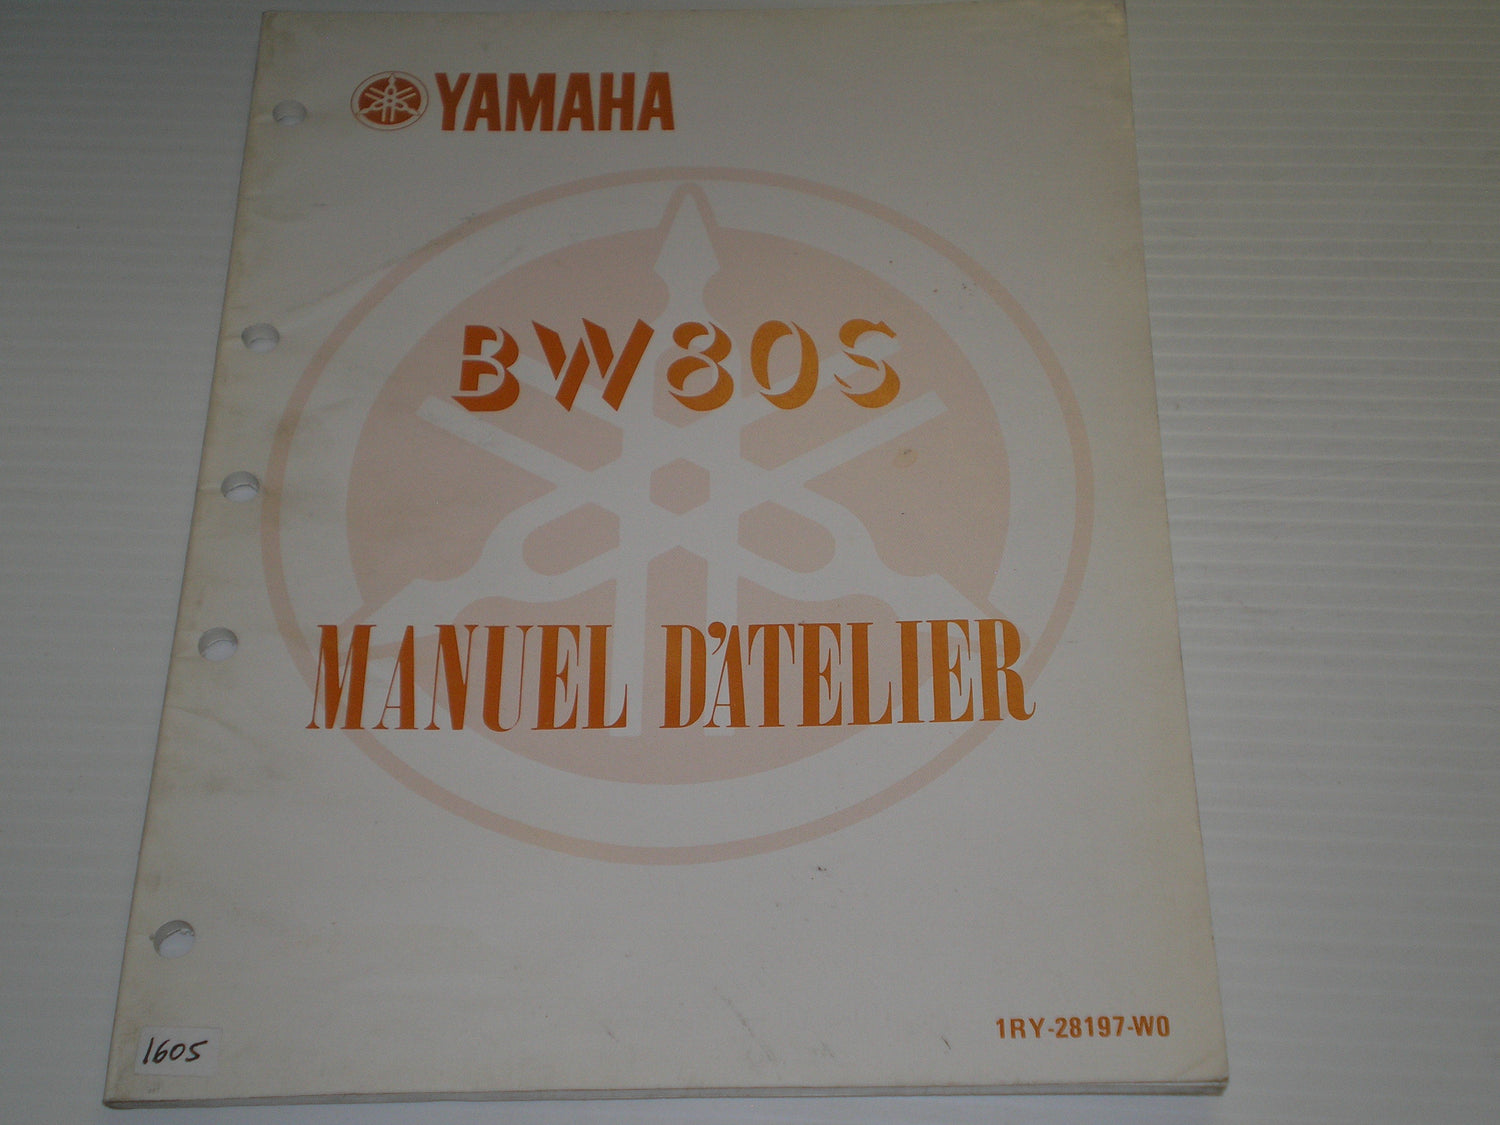 YAMAHA
BW80S
MANUEL D'ATELIER
1RY-28197-W0
1605